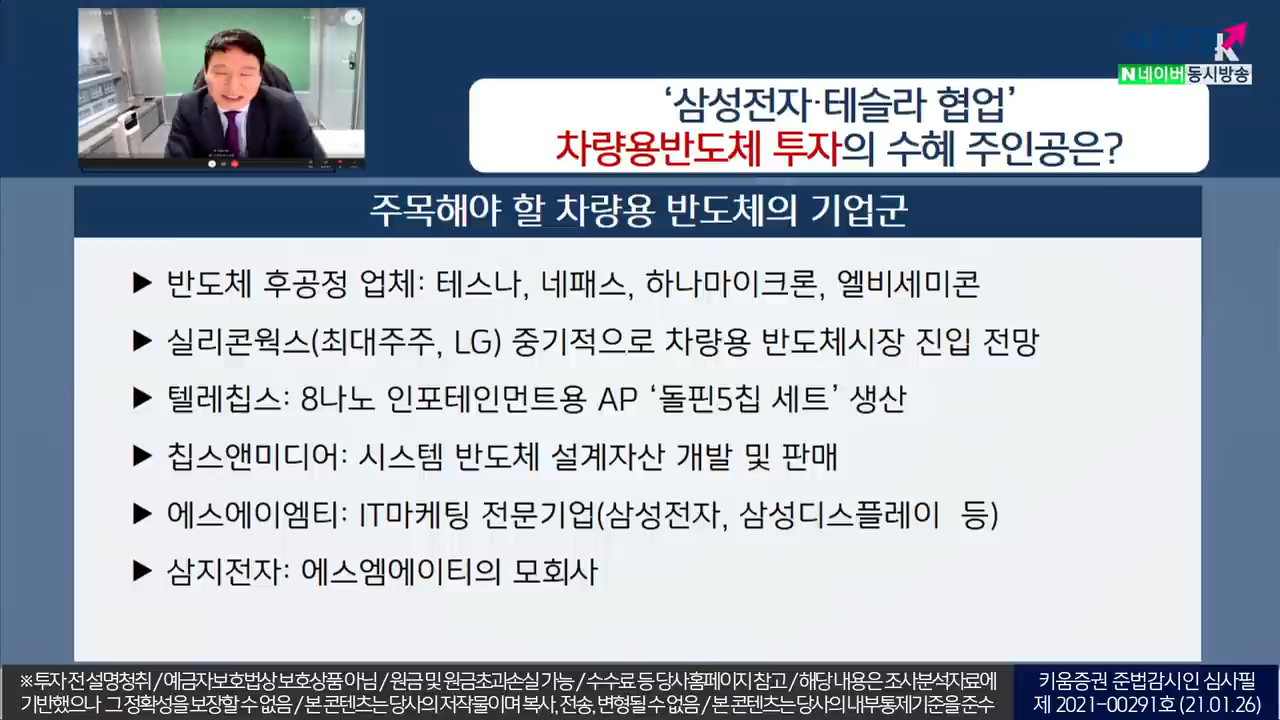 N 네이버 동시방송
‘삼성전자·테슬라 협업’
차량용반도체 투자의 수혜 주인공은?
주목해야 할 차량용 반도체의 기업군
▶ 반도체 후공정 업체: 테스나, 네패스, 하나마이크론, 엘비세미콘
▶ 실리콘웍스(최대주주, LG) 중기적으로 차량용 반도체시장 진입 전망
▶ 텔레칩스: 8나노 인포테인먼트용 AP ‘돌핀5칩 세트’ 생산
▶ 칩스앤미디어: 시스템 반도체 설계자산 개발 및 판매
▶ 에스에이엠티: IT마케팅 전문기업(삼성전자, 삼성디스플레이 등)
▶ 삼지전자: 에스엠에이티의 모회사
※ 투자 전 설명청취 / 예금자보호법상 보호상품 아님 / 원금 및 원금초과손실 가능 / 수수료 등 당사홈페이지 참고 / 해당 내용은 조사분석자료에
기반했으나 그 정확성을 보장할 수 없음 / 본 콘텐츠는 당사의 저작물이며 복사, 전송, 변형될 수 없음 / 본 콘텐츠는 당사의 내부통제기준을 준수
키움증권 준법감시인 심사필
제 2021-00291호 (21.01.26)